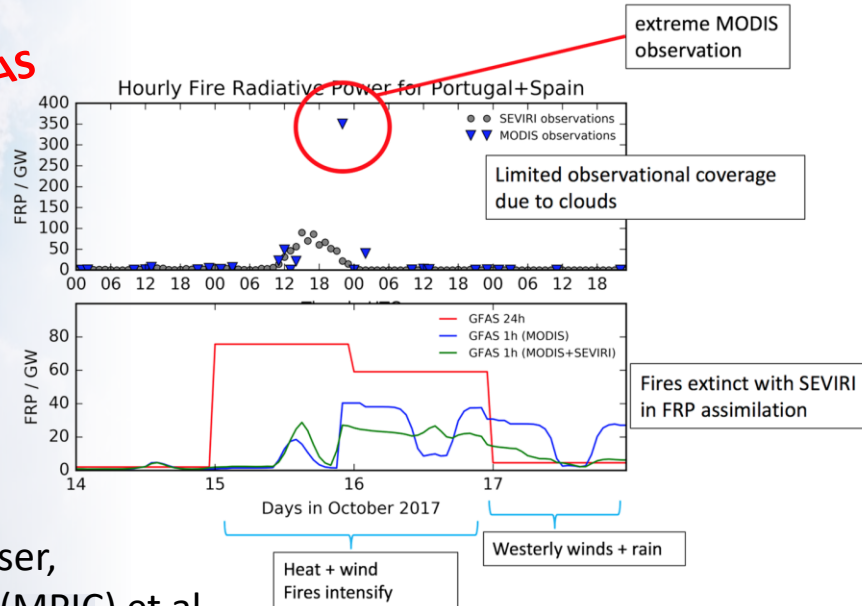 extreme MODIS
observation
AS
Hourly Fire Radiative Power for Portugal+Spain
400
350
300
250
200
150
100
50
0
FRP / GW
SEVIRI observations
MODIS observations
Limited observational coverage
due to clouds
00 06 12 18 00 06 12 18 00 06 12 18 00 06 12 18
80
60
40
20
0
FRP / GW
GFAS 24h
GFAS 1h (MODIS)
GFAS 1h (MODIS+SEVIRI)
Fires extinct with SEVIRI
in FRP assimilation
14 15 16 17
Days in October 2017
Westerly winds + rain
Heat + wind
Fires intensify
ser,
(MPIC) et al